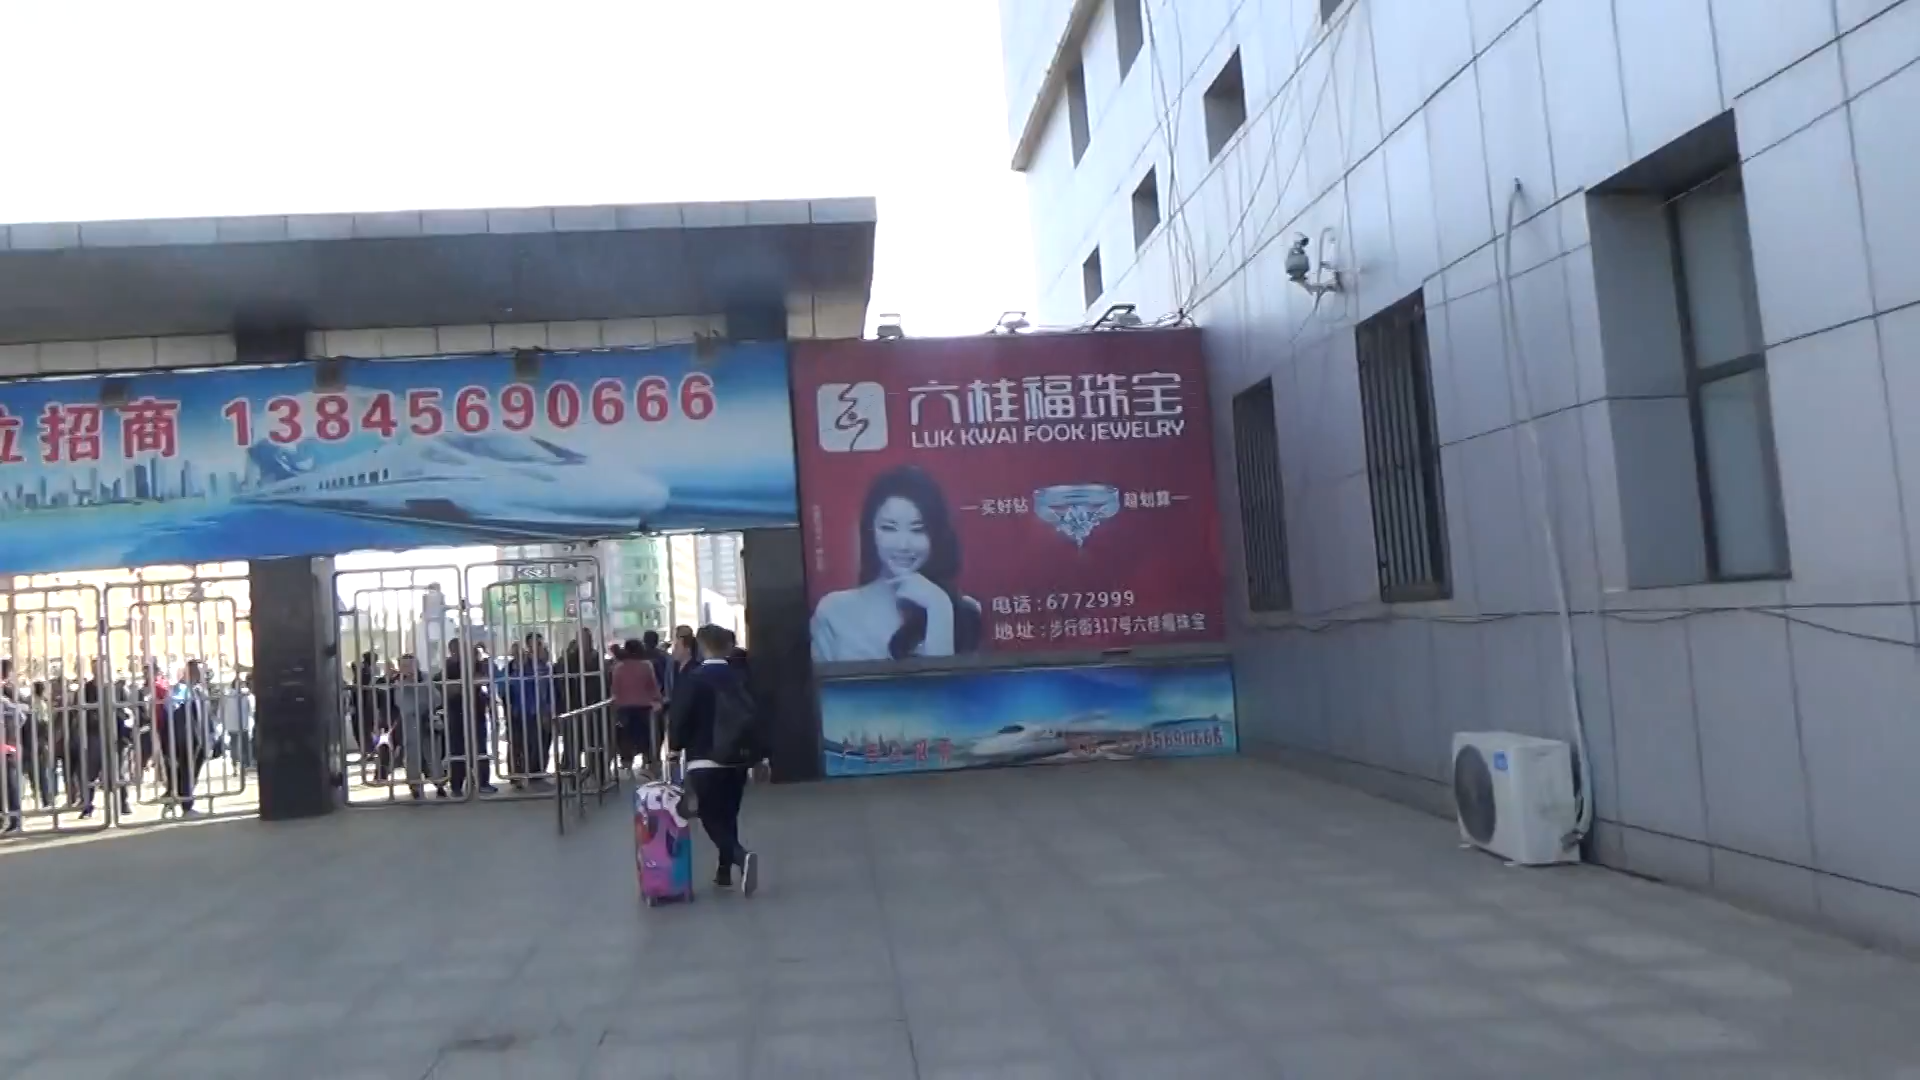 招商 13845690666
六桂福珠宝
LUK KWAI FOOK JEWELRY
买好钻 超划算
电话:6772999
地址:步行街317号六桂福珠宝